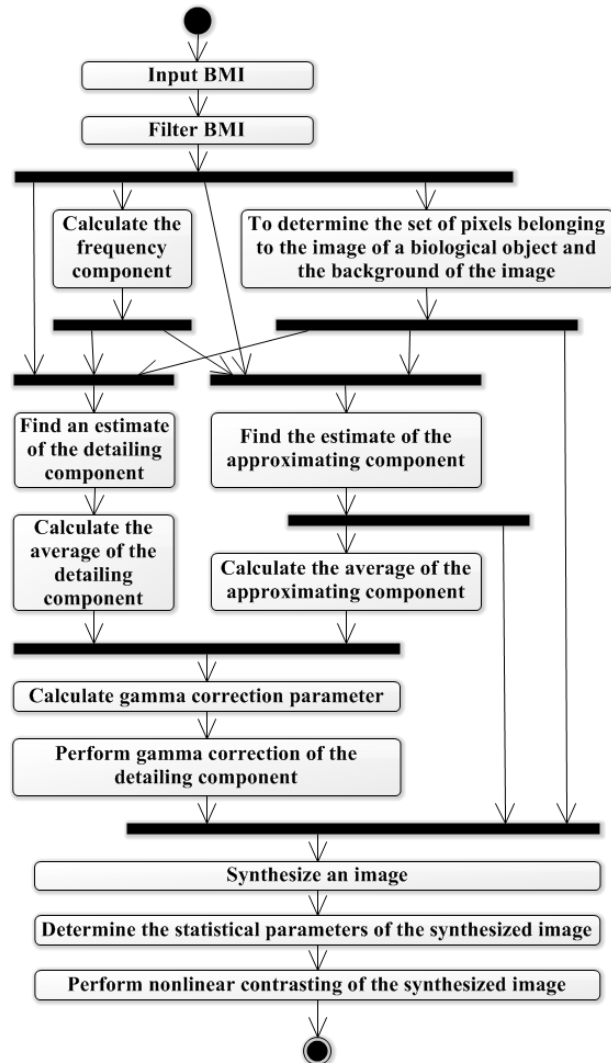 Input BMI
Filter BMI
Calculate the
frequency
component
To determine the set of pixels belonging
to the image of a biological object and
the background of the image
Find an estimate
of the detailing
component
Find the estimate of the
approximating component
Calculate the
average of the
detailing
component
Calculate the average of the
approximating component
Calculate gamma correction parameter
Perform gamma correction of the
detailing component
Synthesize an image
Determine the statistical parameters of the synthesized image
Perform nonlinear contrasting of the synthesized image